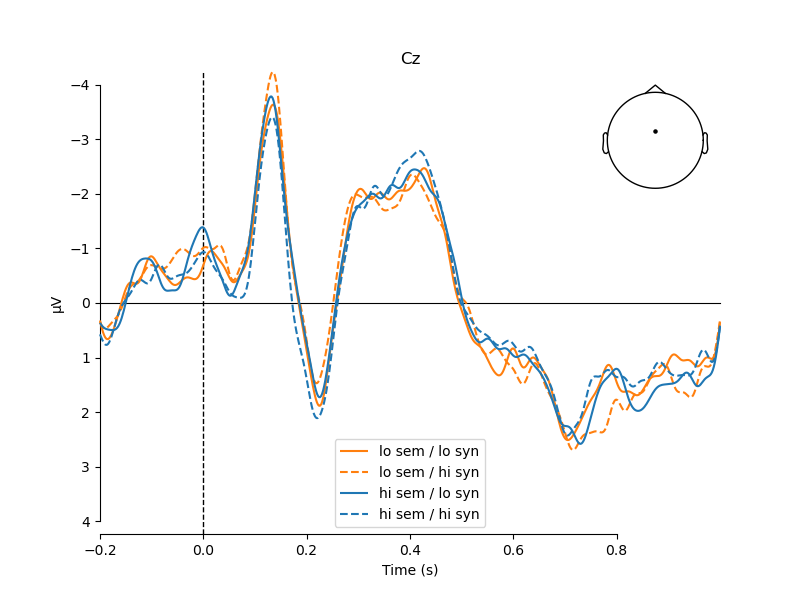 Cz
−4
−3
−2
−1
0
1
2
3
4
μV
lo sem / lo syn
lo sem / hi syn
hi sem / lo syn
hi sem / hi syn
−0.2 0.0 0.2 0.4 0.6 0.8
Time (s)